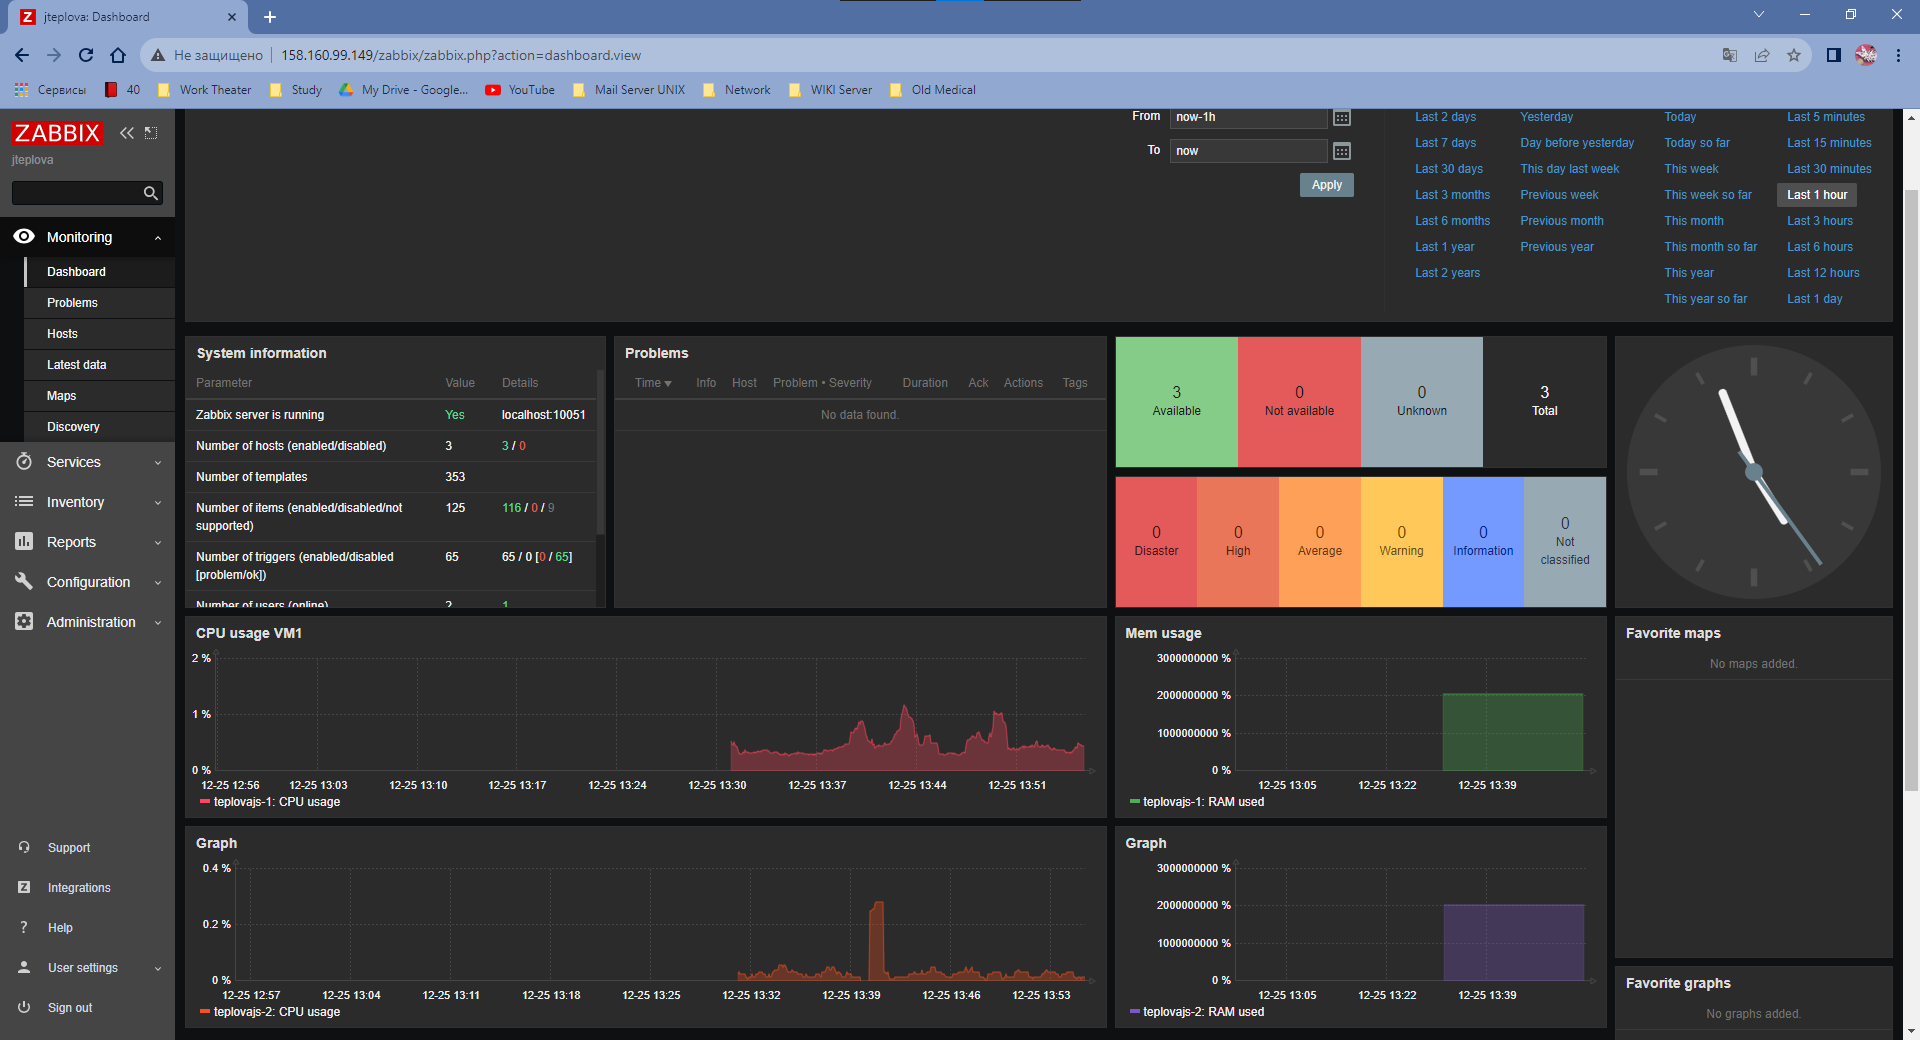 jteplova: Dashboard
Не защищено 158.160.99.149/zabbix/zabbix.php?action=dashboard.view
Сервисы 40 Work Theater Study My Drive - Google... YouTube Mail Server UNIX Network WIKI Server Old Medical
ZABBIX
jteplova
Monitoring
Dashboard
Problems
Hosts
Latest data
Maps
Discovery
Services
Inventory
Reports
Configuration
Administration
Support
Integrations
Help
User settings
Sign out
From now-1h
To now
Apply
Last 2 days Yesterday Today Last 5 minutes
Last 7 days Day before yesterday Today so far Last 15 minutes
Last 30 days This day last week This week Last 30 minutes
Last 3 months Previous week This week so far Last 1 hour
Last 6 months Previous month This month Last 3 hours
Last 1 year Previous year This month so far Last 6 hours
Last 2 years This year Last 12 hours
This year so far Last 1 day
System information
Parameter Value Details
Zabbix server is running Yes localhost:10051
Number of hosts (enabled/disabled) 3 3 / 0
Number of templates 353
Number of items (enabled/disabled/not 125 116 / 0 / 9
supported)
Number of triggers (enabled/disabled 65 65 / 0 [0 / 65]
[problem/ok])
Number of users (online) 2 1
Problems
Time Info Host Problem • Severity Duration Ack Actions Tags
No data found.
3 0 0 3
Available Not available Unknown Total
0 0 0 0 0 0
Disaster High Average Warning Information Not
classified
CPU usage VM1
2 %
1 %
0 %
12-25 12:56 12-25 13:03 12-25 13:10 12-25 13:17 12-25 13:24 12-25 13:30 12-25 13:37 12-25 13:44 12-25 13:51
teplovajs-1: CPU usage
Mem usage
3000000000 %
2000000000 %
1000000000 %
0 %
12-25 13:05 12-25 13:22 12-25 13:39
teplovajs-1: RAM used
Favorite maps
No maps added.
Graph
0.4 %
0.2 %
0 %
12-25 12:57 12-25 13:04 12-25 13:11 12-25 13:18 12-25 13:25 12-25 13:32 12-25 13:39 12-25 13:46 12-25 13:53
teplovajs-2: CPU usage
Graph
3000000000 %
2000000000 %
1000000000 %
0 %
12-25 13:05 12-25 13:22 12-25 13:39
teplovajs-2: RAM used
Favorite graphs
No graphs added.